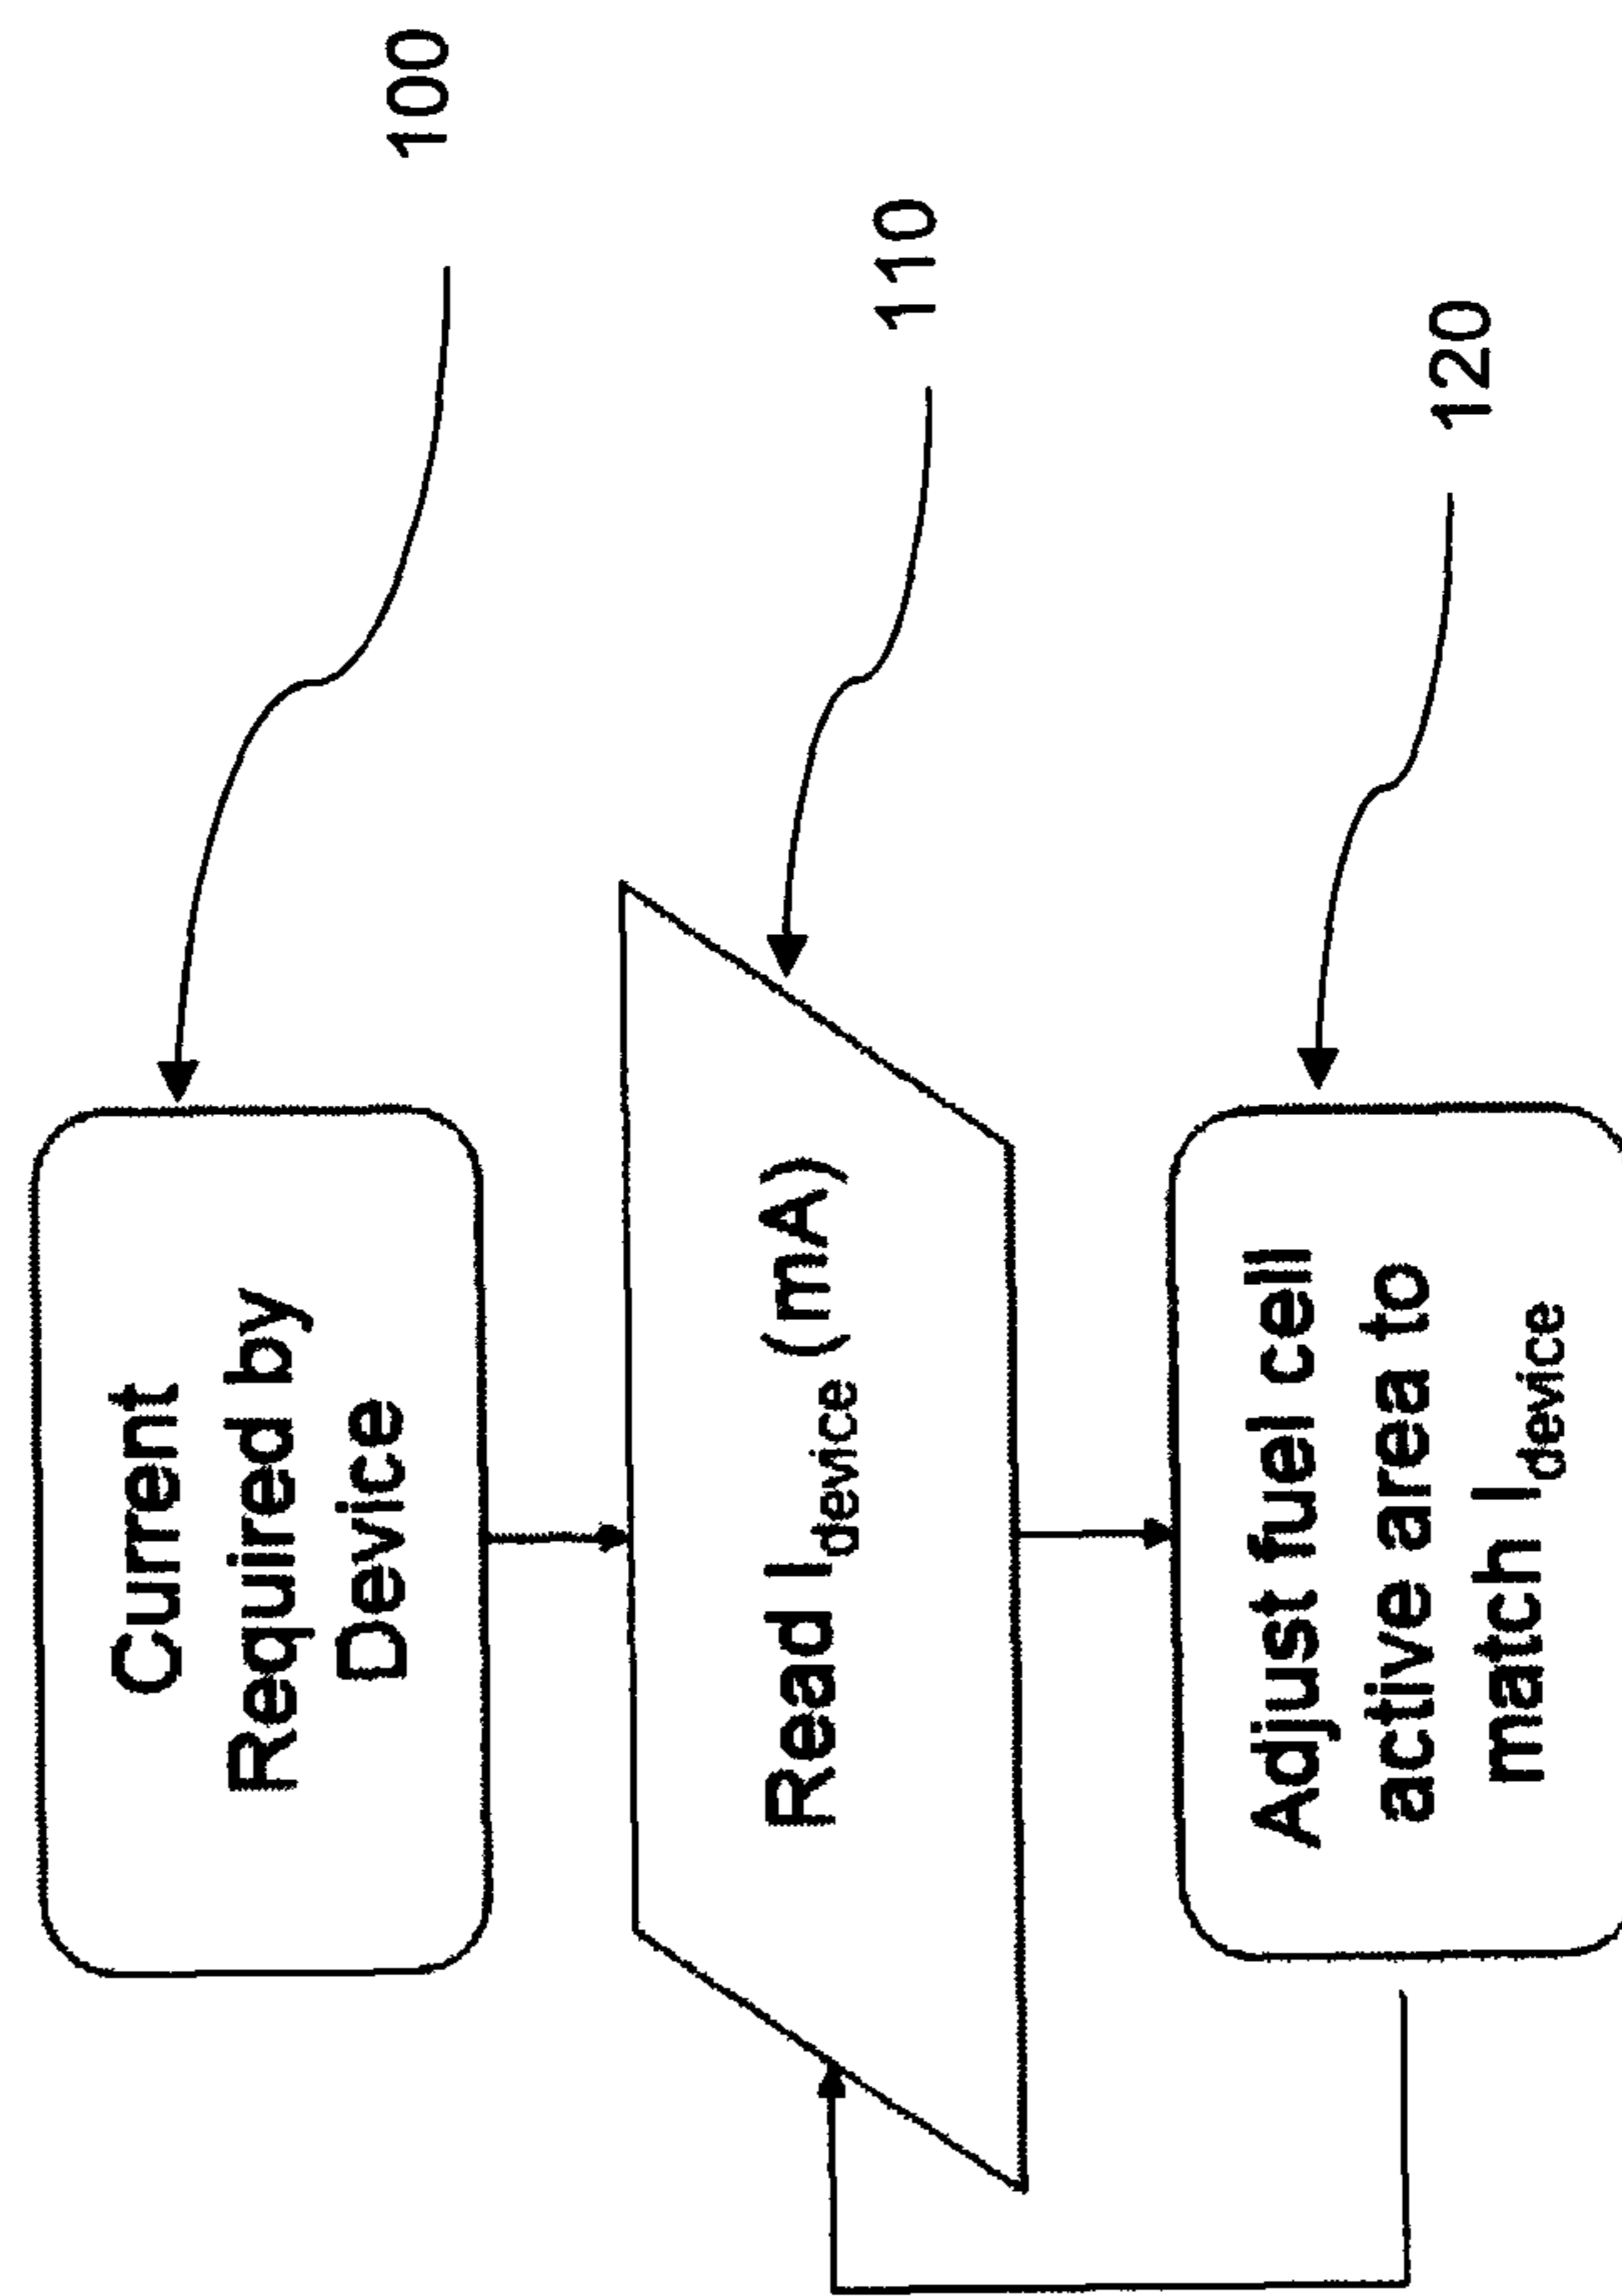 Current
Required by
Device
100
Read Idevice (mA)
110
Adjust fuel cell
active area to
match Idevice
120